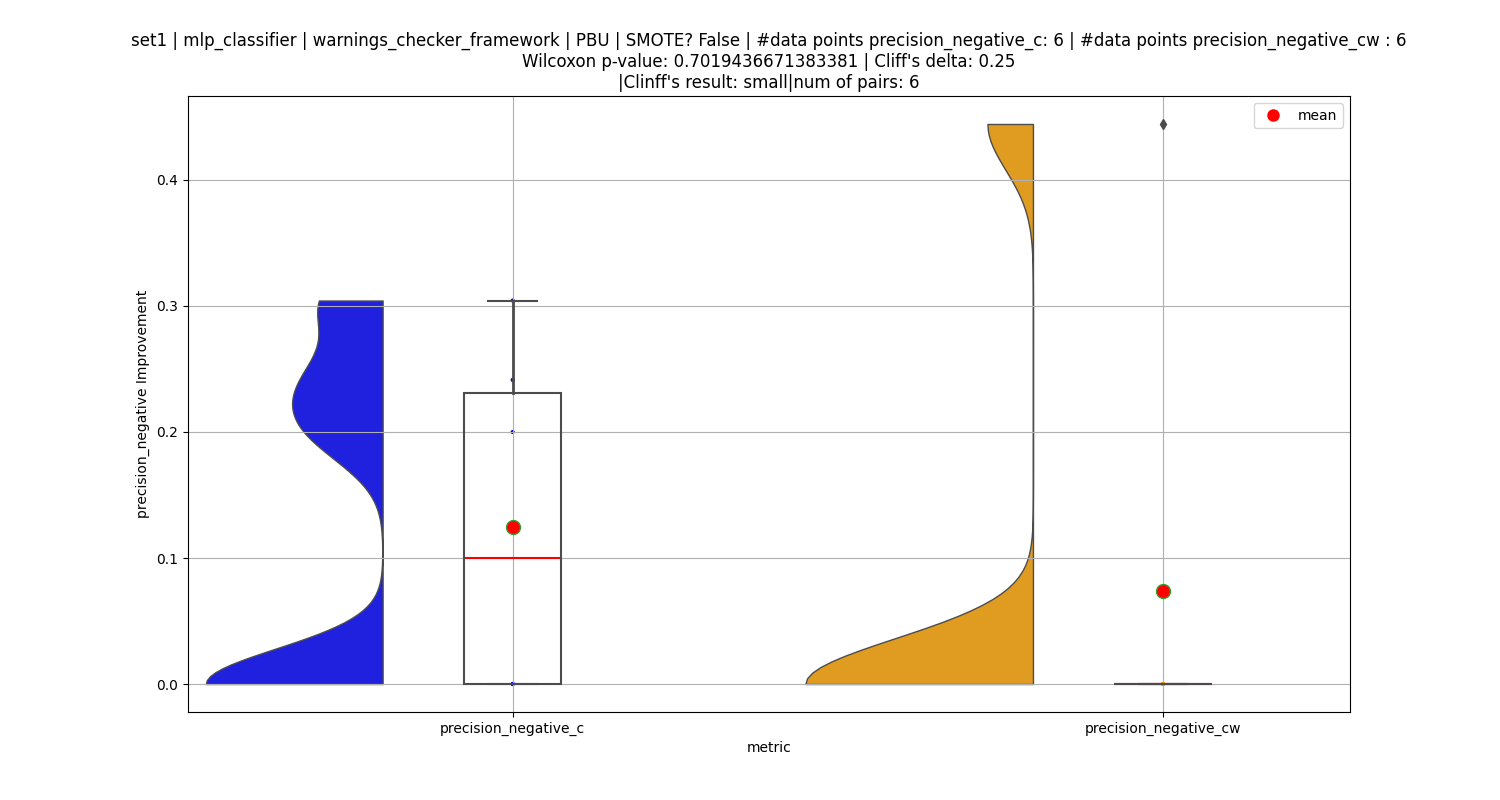 set1 | mlp_classifier | warnings_checker_framework | PBU | SMOTE? False | #data points precision_negative_c: 6 | #data points precision_negative_cw : 6
Wilcoxon p-value: 0.7019436671383381 | Cliff's delta: 0.25
|Clinff's result: small|num of pairs: 6
mean
0.4
0.3
0.2
0.1
0.0
precision_negative Improvement
precision_negative_c
precision_negative_cw
metric